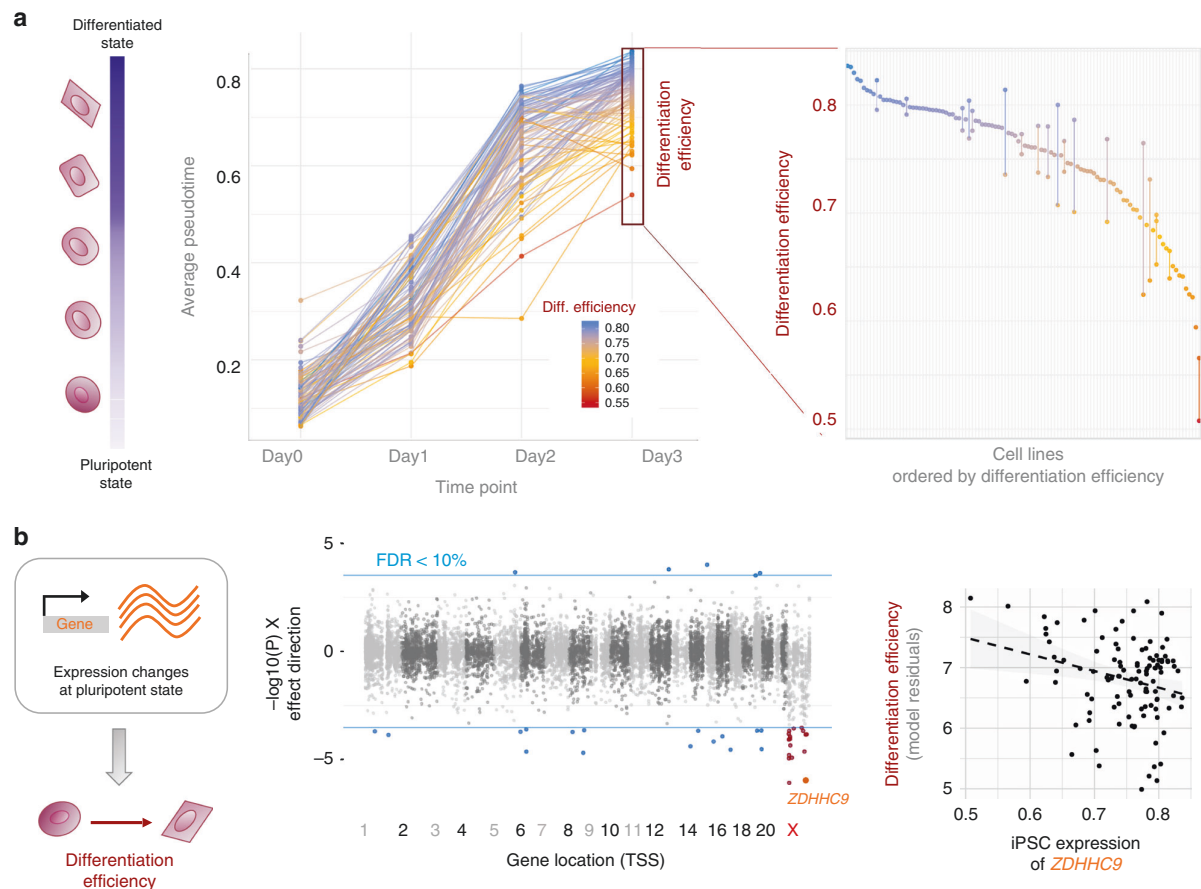 a
Differentiated
state
Pluripotent
state
Average pseudotime
0.8
0.6
0.4
0.2
Day0
Day1
Day2
Day3
Time point
Diff. efficiency
0.80
0.75
0.70
0.65
0.60
0.55
Differentiation
efficiency
Differentiation efficiency
0.8
0.7
0.6
0.5
Cell lines
ordered by differentiation efficiency
b
Gene
Expression changes
at pluripotent state
Differentiation
efficiency
–log10(P) X
effect direction
5
0
–5
FDR < 10%
ZDHHC9
1 2 3 4 5 6 7 8 9 10 11 12 14 16 18 20 X
Gene location (TSS)
Differentiation efficiency
(model residuals)
8
7
6
5
0.5 0.6 0.7 0.8
iPSC expression
of ZDHHC9